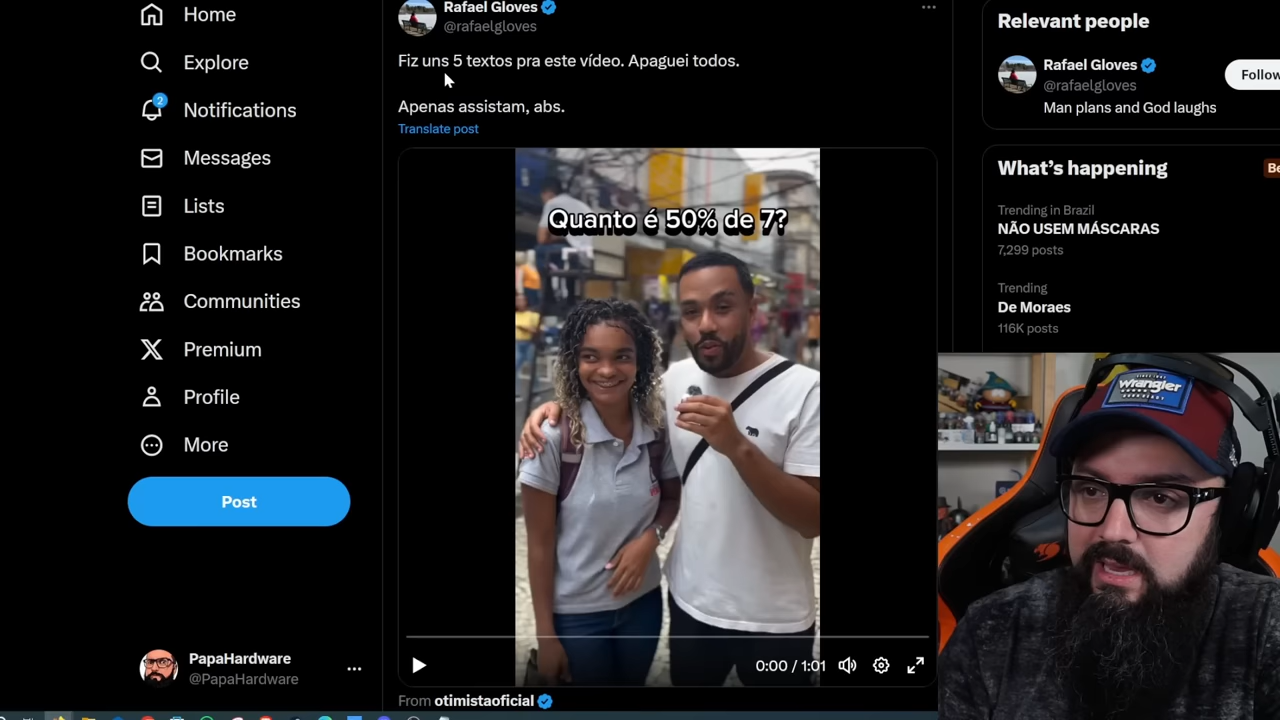 Home
Explore
2
Notifications
Messages
Lists
Bookmarks
Communities
Premium
Profile
More
Post
PapaHardware
@PapaHardware
Rafael Gloves
@rafaelgloves
Fiz uns 5 textos pra este vídeo. Apaguei todos.
Apenas assistam, abs.
Translate post
Quanto é 50% de 7?
0:00 / 1:01
From otimistaoficial
Relevant people
Rafael Gloves
@rafaelgloves
Follow
Man plans and God laughs
What's happening
Be
Trending in Brazil
NÃO USEM MÁSCARAS
7,299 posts
Trending
De Moraes
116K posts
Wrangler